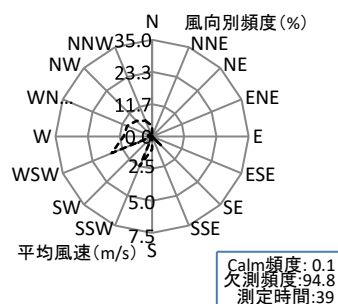 N
風向別頻度(%)
35.0
NNW
NNE
NW
NE
23.3
WN...
ENE
11.7
W
0.0
E
WSW
2.5
ESE
SW
5.0
SE
SSW
SSE
平均風速(m/s)
7.5
S
Calm頻度: 0.1
欠測頻度:94.8
測定時間:39